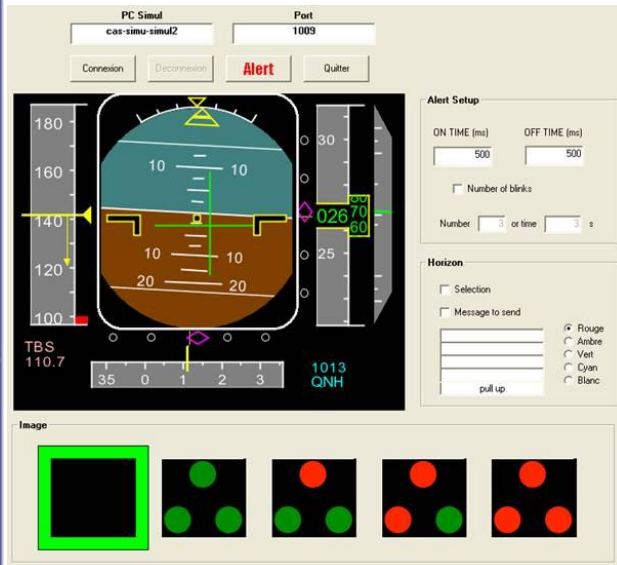 PC Simul
Port
cas-simu-simul2
1009
Connexion
Deconnexion
Alert
Quitter
180
160
140
120
100
TBS
110.7
10
10
10
10
20
20
30
25
026
80
70
60
35 0 1 2 3
1013
QNH
Alert Setup
ON TIME (ms)
OFF TIME (ms)
500
500
Number of blinks
Number 3 or time 3 s
Horizon
Selection
Message to send
Rouge
Ambre
Vert
Cyan
Blanc
pull up
Image